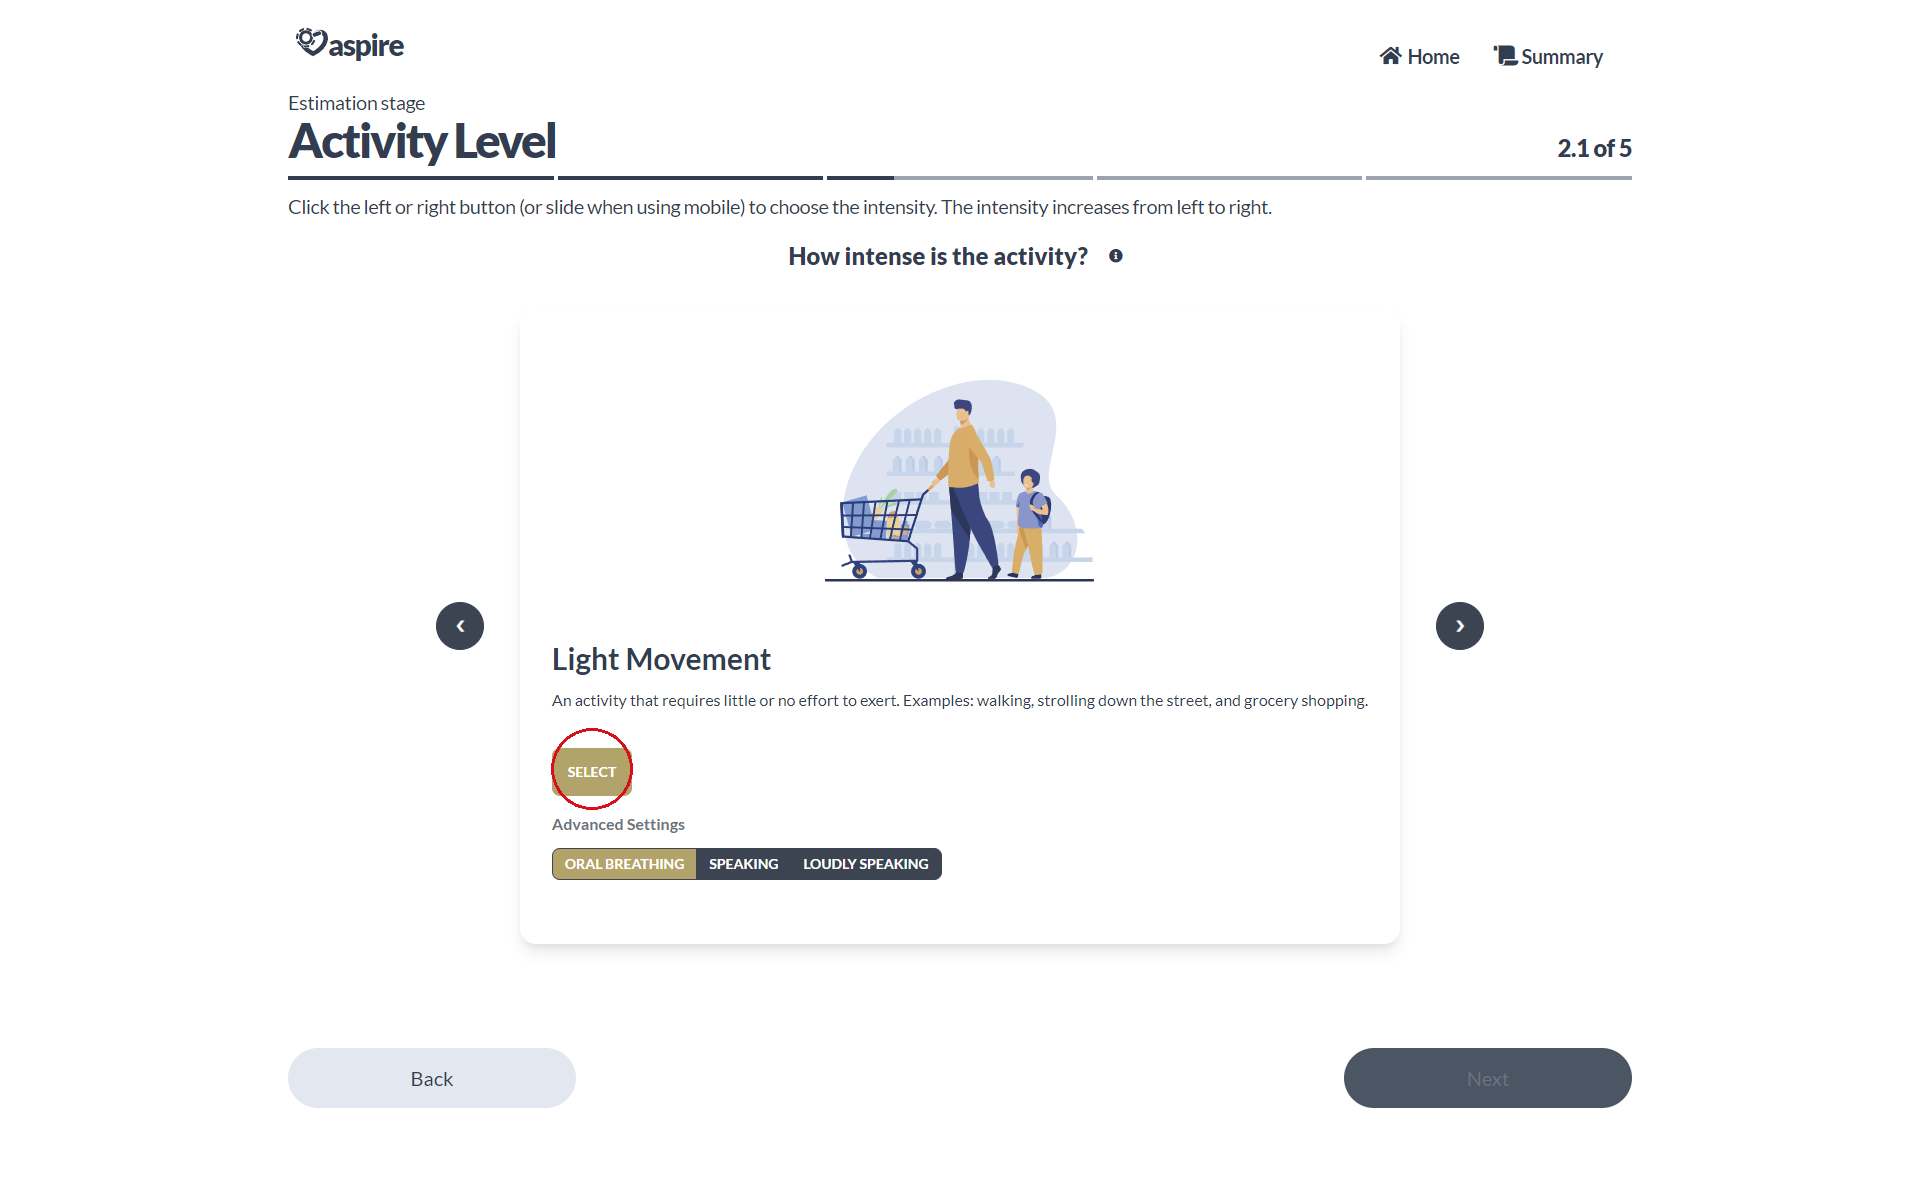 aspire
Home
Summary
Estimation stage
Activity Level
2.1 of 5
Click the left or right button (or slide when using mobile) to choose the intensity. The intensity increases from left to right.
How intense is the activity?
Light Movement
An activity that requires little or no effort to exert. Examples: walking, strolling down the street, and grocery shopping.
SELECT
Advanced Settings
ORAL BREATHING SPEAKING LOUDLY SPEAKING
Back
Next